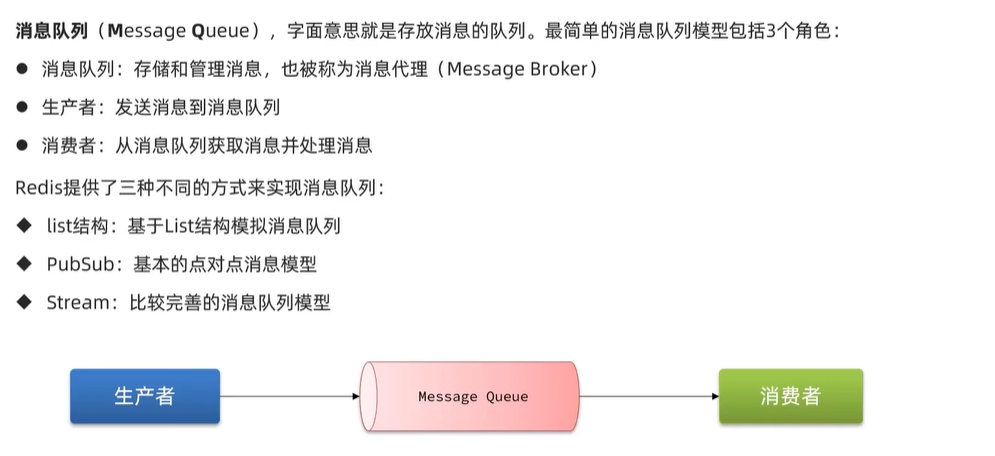 消息队列（Message Queue），字面意思就是存放消息的队列。最简单的消息队列模型包括3个角色：
● 消息队列：存储和管理消息，也被称为消息代理（Message Broker）
● 生产者：发送消息到消息队列
● 消费者：从消息队列获取消息并处理消息
Redis提供了三种不同的方式来实现消息队列：
◆ list结构：基于List结构模拟消息队列
◆ PubSub：基本的点对点消息模型
◆ Stream：比较完善的消息队列模型
生产者
Message Queue
消费者